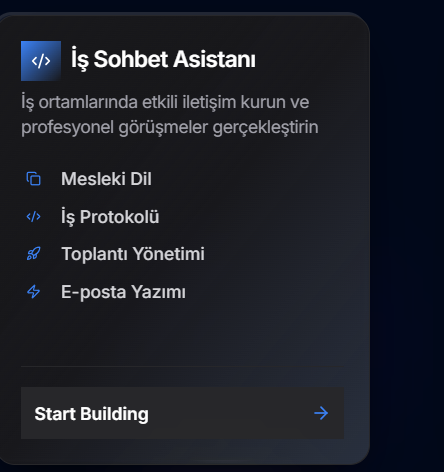 İş Sohbet Asistanı
İş ortamlarında etkili iletişim kurun ve
profesyonel görüşmeler gerçekleştirin
Mesleki Dil
İş Protokolü
Toplantı Yönetimi
E-posta Yazımı
Start Building